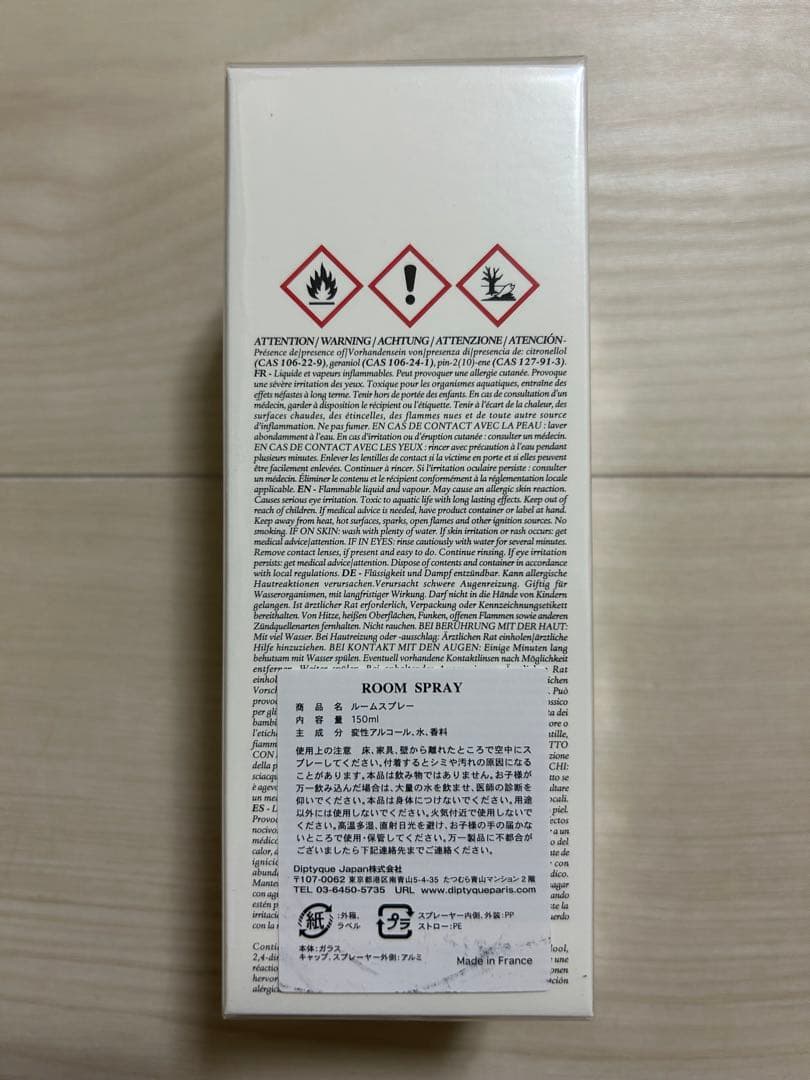 ATTENTION/WARNING/ACHTUNG/ATTENZIONE/ATENCIÓN-
Présence de/presence of/Vorhandensein von/presenza di/presencia de: citronellol
(CAS 106-22-9), geraniol (CAS 106-24-1), pin-2(10)-ene (CAS 127-91-3).
FR - Liquide et vapeurs inflammables. Peut provoquer une allergie cutanée. Provoque
une sévère irritation des yeux. Toxique pour les organismes aquatiques, entraîne des
effets néfastes à long terme. Tenir hors de portée des enfants. En cas de consultation d'un
médecin, garder à disposition le récipient ou l'étiquette. Tenir à l'écart de la chaleur, des
surfaces chaudes, des étincelles, des flammes nues et de toute autre source
d'inflammation. Ne pas fumer. EN CAS DE CONTACT AVEC LA PEAU : laver
abondamment à l'eau. En cas d'irritation ou d'éruption cutanée : consulter un médecin.
EN CAS DE CONTACT AVEC LES YEUX : rincer avec précaution à l'eau pendant
plusieurs minutes. Enlever les lentilles de contact si la victime en porte et si elles peuvent
être facilement enlevées. Continuer à rincer. Si l'irritation oculaire persiste : consulter
un médecin. Éliminer le contenu et le récipient conformément à la réglementation locale
applicable. EN - Flammable liquid and vapour. May cause an allergic skin reaction.
Causes serious eye irritation. Toxic to aquatic life with long lasting effects. Keep out of
reach of children. If medical advice is needed, have product container or label at hand.
Keep away from heat, hot surfaces, sparks, open flames and other ignition sources. No
smoking. IF ON SKIN: wash with plenty of water. If skin irritation or rash occurs: get
medical advice/attention. IF IN EYES: rinse cautiously with water for several minutes.
Remove contact lenses, if present and easy to do. Continue rinsing. If eye irritation
persists: get medical advice/attention. Dispose of contents and container in accordance
with local regulations. DE - Flüssigkeit und Dampf entzündbar. Kann allergische
Hautreaktionen verursachen.Verursacht schwere Augenreizung. Giftig für
Wasserorganismen, mit langfristiger Wirkung. Darf nicht in die Hände von Kindern
gelangen. Ist ärztlicher Rat erforderlich, Verpackung oder Kennzeichnungsetikett
bereithalten. Von Hitze, heißen Oberflächen, Funken, offenen Flammen sowie anderen
Zündquellenarten fernhalten. Nicht rauchen. BEI BERÜHRUNG MIT DER HAUT:
Mit viel Wasser. Bei Hautreizung oder -ausschlag: Ärztlichen Rat einholen/ärztliche
Hilfe hinzuziehen. BEI KONTAKT MIT DEN AUGEN: Einige Minuten lang
behutsam mit Wasser spülen. Eventuell vorhandene Kontaktlinsen nach Möglichkeit
ROOM SPRAY
商品名 ルームスプレー
内容量 150ml
主成分 変性アルコール、水、香料
使用上の注意 床、家具、壁から離れたところで空中にス
プレーしてください。付着するとシミや汚れの原因になる
ことがあります。本品は飲み物ではありません。お子様が
万一飲み込んだ場合は、大量の水を飲ませ、医師の診断を
仰いでください。本品は身体につけないでください。用途
以外には使用しないでください。火気付近で使用しないで
ください。高温多湿、直射日光を避け、お子様の手の届かな
いところで使用・保管してください。万一製品に不都合が
ございましたら下記連絡先までご連絡ください。
Diptyque Japan株式会社
〒107-0062 東京都港区南青山5-4-35 たつむら青山マンション2階
TEL 03-6450-5735 URL www.diptyqueparis.com
紙 :外箱、
ラベル
プラ スプレーヤー内側、外装:PP
ストロー:PE
本体:ガラス
キャップ、スプレーヤー外側:アルミ
Made in France